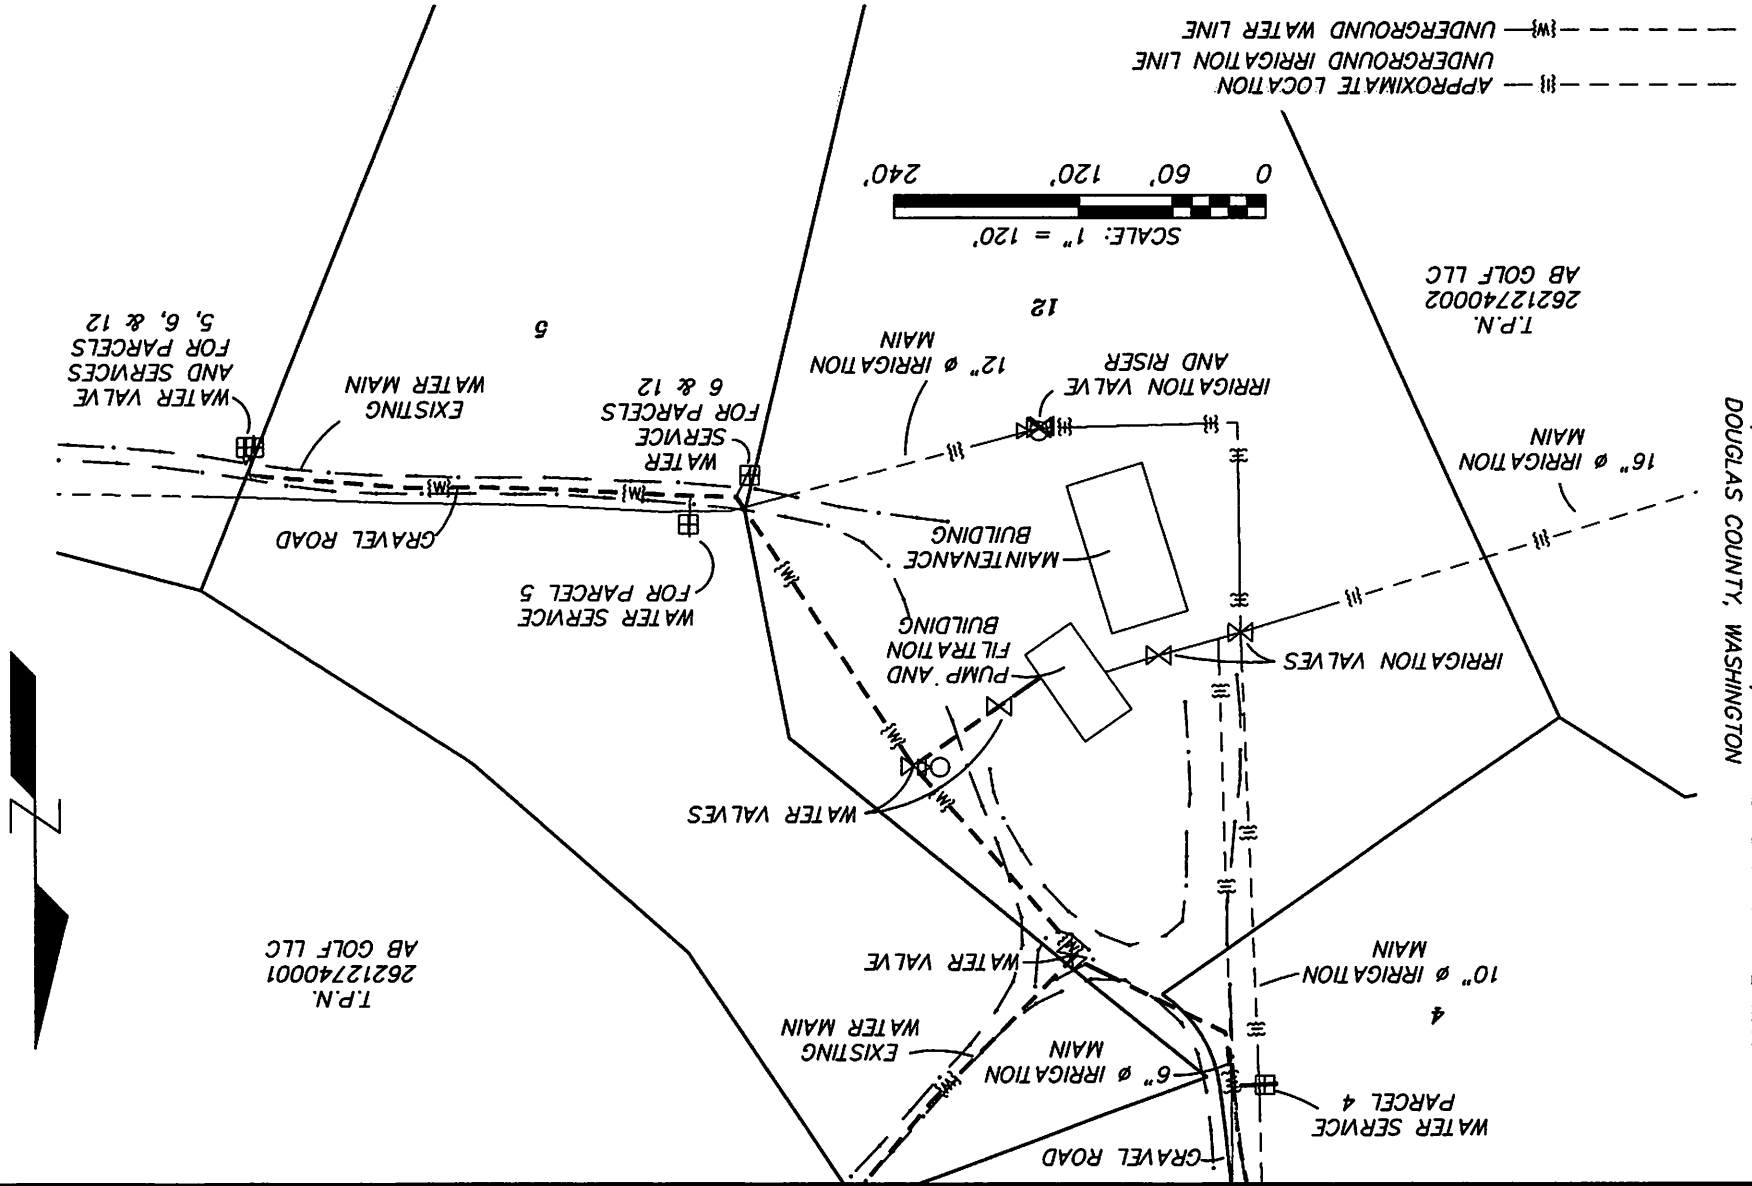 GRAVEL ROAD
WATER SERVICE
PARCEL 4
6" ø IRRIGATION
MAIN
EXISTING
WATER MAIN
4
10" ø IRRIGATION
MAIN
WATER VALVE
T.P.N.
26212740001
AB GOLF LLC
WATER VALVES
IRRIGATION VALVES
PUMP AND
FILTRATION
BUILDING
WATER SERVICE
FOR PARCEL 5
MAINTENANCE
BUILDING
GRAVEL ROAD
16" ø IRRIGATION
MAIN
IRRIGATION VALVE
AND RISER
12" ø IRRIGATION
MAIN
WATER
SERVICE
FOR PARCELS
6 & 12
EXISTING
WATER MAIN
WATER VALVE
AND SERVICES
FOR PARCELS
5, 6, & 12
12
5
T.P.N.
26212740002
AB GOLF LLC
SCALE: 1" = 120'
0 60' 120' 240'
APPROXIMATE LOCATION
UNDERGROUND IRRIGATION LINE
UNDERGROUND WATER LINE
DOUGLAS COUNTY, WASHINGTON
N
W
W
W
W
W
W
W
W